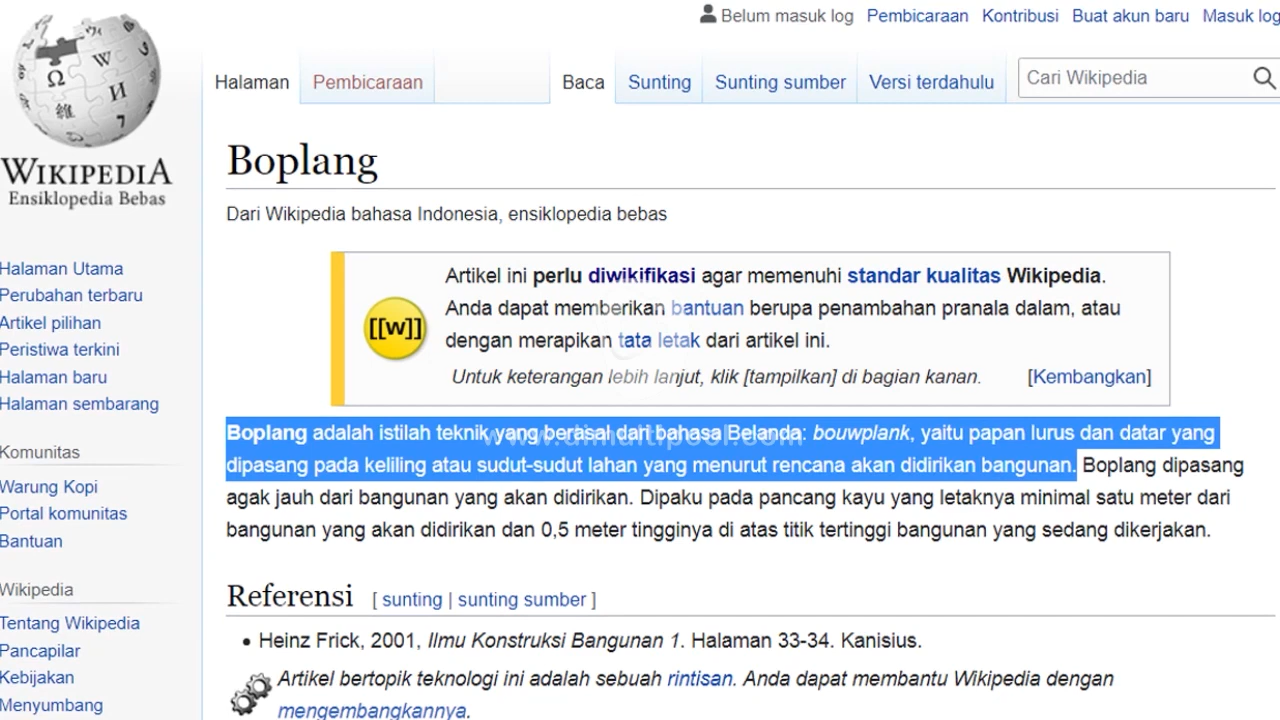 Belum masuk log Pembicaraan Kontribusi Buat akun baru Masuk log
Halaman Pembicaraan Baca Sunting Sunting sumber Versi terdahulu Cari Wikipedia
WIKIPEDIA
Ensiklopedia Bebas
Halaman Utama
Perubahan terbaru
Artikel pilihan
Peristiwa terkini
Halaman baru
Halaman sembarang
Komunitas
Warung Kopi
Portal komunitas
Bantuan
Wikipedia
Tentang Wikipedia
Pancapilar
Kebijakan
Menyumbang
Boplang
Dari Wikipedia bahasa Indonesia, ensiklopedia bebas
[[w]]
Artikel ini perlu diwikifikasi agar memenuhi standar kualitas Wikipedia.
Anda dapat memberikan bantuan berupa penambahan pranala dalam, atau
dengan merapikan tata letak dari artikel ini.
Untuk keterangan lebih lanjut, klik [tampilkan] di bagian kanan. [Kembangkan]
Boplang adalah istilah teknik yang berasal dari bahasa Belanda: bouwplank, yaitu papan lurus dan datar yang
www.dimultipool.com
dipasang pada keliling atau sudut-sudut lahan yang menurut rencana akan didirikan bangunan. Boplang dipasang
agak jauh dari bangunan yang akan didirikan. Dipaku pada pancang kayu yang letaknya minimal satu meter dari
bangunan yang akan didirikan dan 0,5 meter tingginya di atas titik tertinggi bangunan yang sedang dikerjakan.
Referensi [ sunting | sunting sumber ]
• Heinz Frick, 2001, Ilmu Konstruksi Bangunan 1. Halaman 33-34. Kanisius.
Artikel bertopik teknologi ini adalah sebuah rintisan. Anda dapat membantu Wikipedia dengan
mengembangkannya.